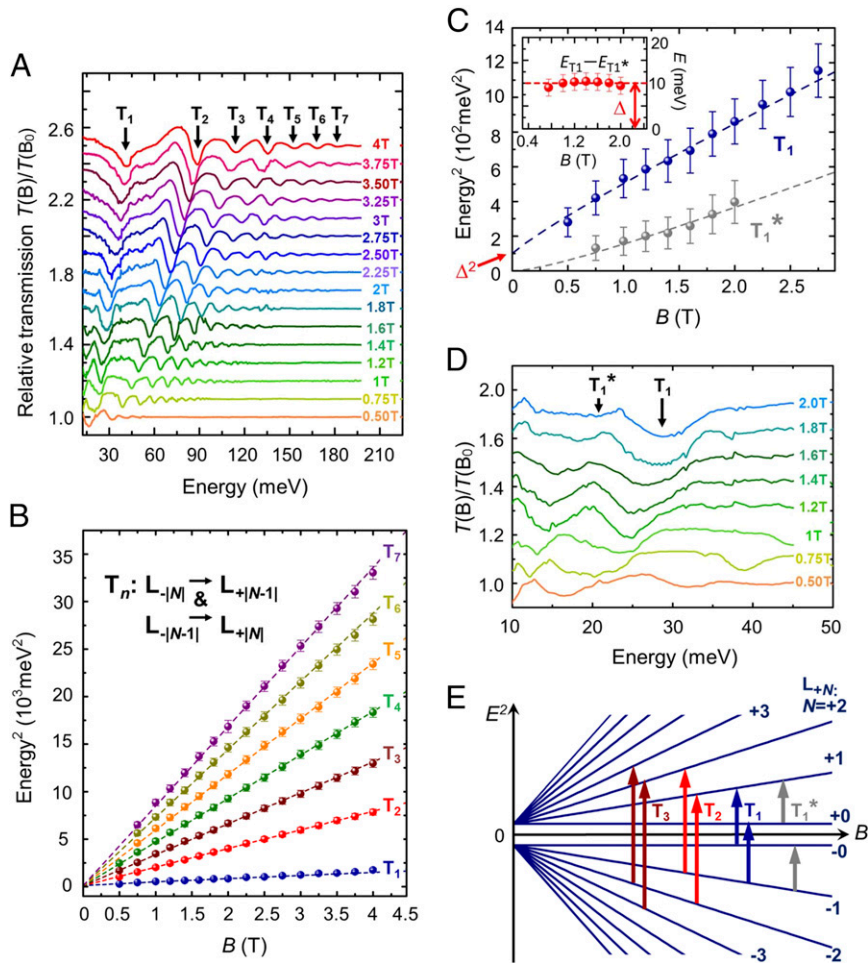 A
T₁ T₂ T₃ T₄ T₅ T₆ T₇
Relative transmission T(B)/T(B₀)
2.6
2.2
1.8
1.4
1.0
4T
3.75T
3.50T
3.25T
3T
2.75T
2.50T
2.25T
2T
1.8T
1.6T
1.4T
1.2T
1T
0.75T
0.50T
30 60 90 120 150 180 210
Energy (meV)
B
Energy² (10³meV²)
35
30
25
20
15
10
5
0
Tₙ: L₋|N| → L₊|N-1|
&
L₋|N-1| → L₊|N|
T₇
T₆
T₅
T₄
T₃
T₂
T₁
0 0.5 1.0 1.5 2.0 2.5 3.0 3.5 4.0 4.5
B (T)
C
Energy² (10²meV²)
14
12
10
8
6
4
2
0
Δ²
E_T1−E_T1*
Δ
20
10
0
E (meV)
0.4 1.2 2.0
B (T)
T₁
T₁*
0.0 0.5 1.0 1.5 2.0 2.5
B (T)
D
T(B)/T(B₀)
2.0
1.6
1.2
1.0
T₁* T₁
2.0T
1.8T
1.6T
1.4T
1.2T
1T
0.75T
0.50T
10 20 30 40 50
Energy (meV)
E
E²
L₊N:
N=+2
+3
+1
+0
T₃ T₂ T₁ T₁*
0
B
-0
-1
-2
-3